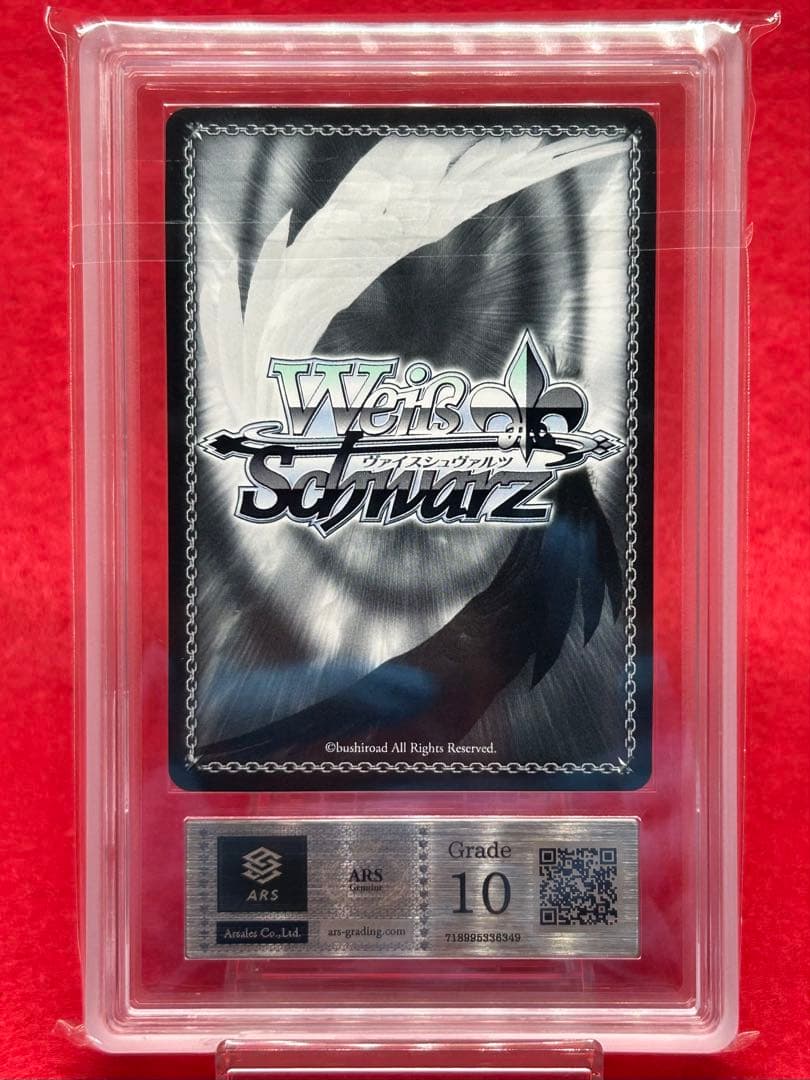 Weiß
ヴァイスシュヴァルツ
Schwarz
©bushiroad All Rights Reserved.
ARS
Arsales Co.,Ltd.
ARS
Genuine
ars-grading.com
Grade
10
718995336349